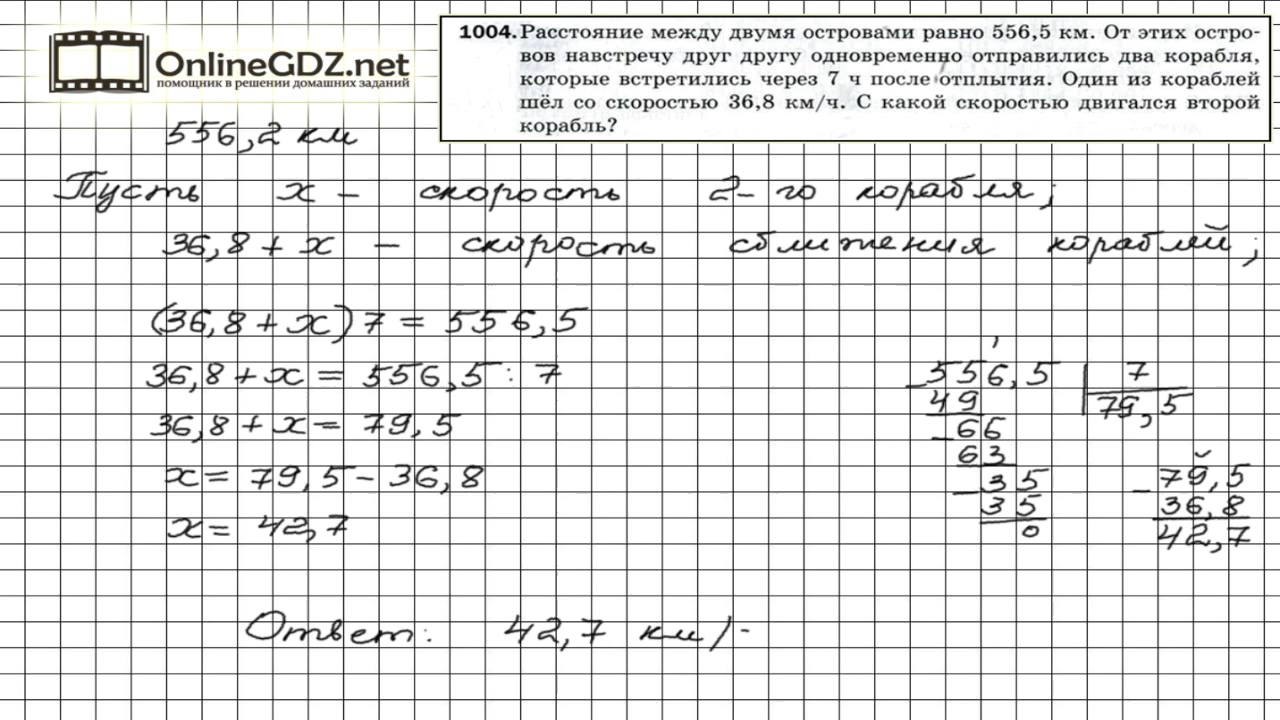 OnlineGDZ.net
помощник в решении домашних заданий
1004. Расстояние между двумя островами равно 556,5 км. От этих остро-
вов навстречу друг другу одновременно отправились два корабля,
которые встретились через 7 ч после отплытия. Один из кораблей
шёл со скоростью 36,8 км/ч. С какой скоростью двигался второй
корабль?
556,2 км
Пусть x – скорость 2-го корабля;
36,8 + x – скорость сближения кораблей;
(36,8 + x) 7 = 556,5
36,8 + x = 556,5 : 7
36,8 + x = 79,5
x = 79,5 – 36,8
x = 42,7
– 556,5 | 7
49 79,5
– 66
63
– 35
35
0
– 79,5
36,8
42,7
Ответ: 42,7 км/